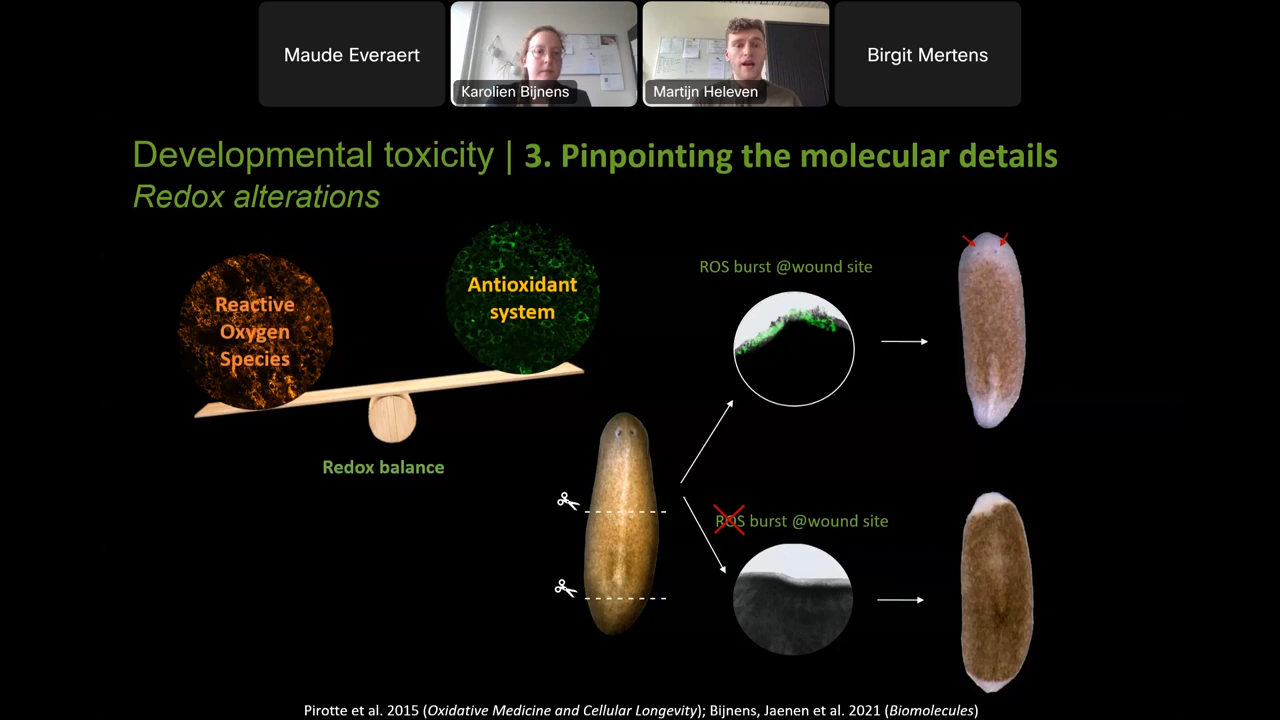 Maude Everaert
Karolien Bijnens
Martijn Heleven
Birgit Mertens
Developmental toxicity | 3. Pinpointing the molecular details
Redox alterations
Reactive
Oxygen
Species
Antioxidant
system
Redox balance
ROS burst @wound site
ROS burst @wound site
Pirotte et al. 2015 (Oxidative Medicine and Cellular Longevity); Bijnens, Jaenen et al. 2021 (Biomolecules)